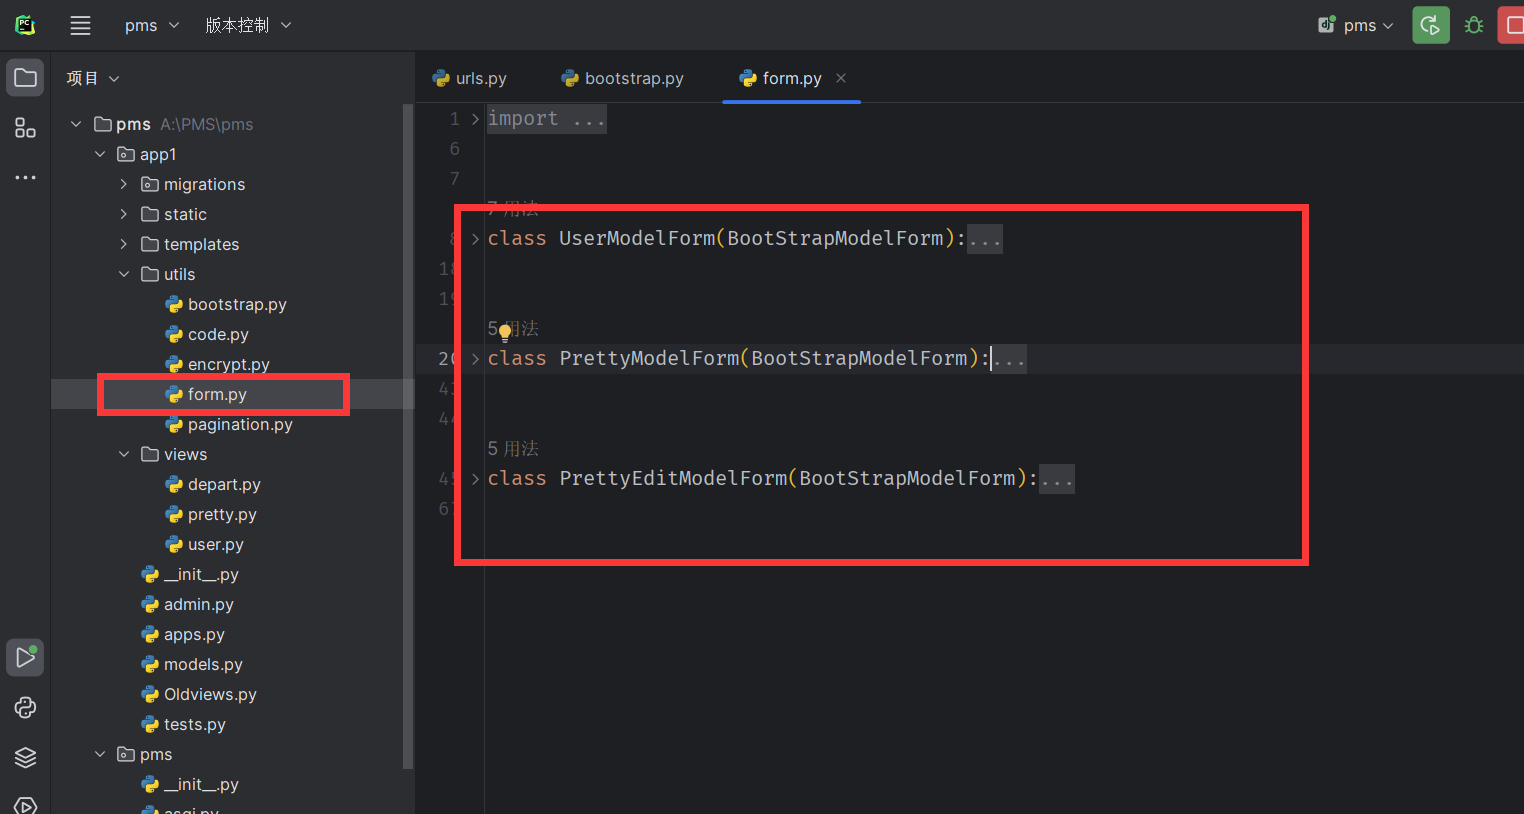 pms 版本控制 pms
项目
urls.py bootstrap.py form.py
pms A:\PMS\pms
app1
migrations
static
templates
utils
bootstrap.py
code.py
encrypt.py
form.py
pagination.py
views
depart.py
pretty.py
user.py
__init__.py
admin.py
apps.py
models.py
Oldviews.py
tests.py
pms
__init__.py
asgi.py
1 import ...
6
7
7 用法
8 class UserModelForm(BootStrapModelForm):...
18
19
5 用法
20 class PrettyModelForm(BootStrapModelForm):...
43
44
5 用法
45 class PrettyEditModelForm(BootStrapModelForm):...
67